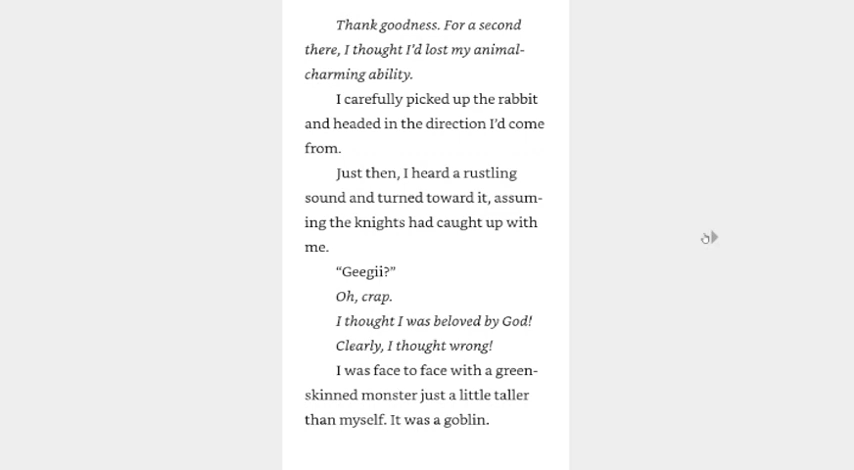 Thank goodness. For a second
there, I thought I'd lost my animal-
charming ability.
I carefully picked up the rabbit
and headed in the direction I'd come
from.
Just then, I heard a rustling
sound and turned toward it, assum-
ing the knights had caught up with
me.
“Geegii?”
Oh, crap.
I thought I was beloved by God!
Clearly, I thought wrong!
I was face to face with a green-
skinned monster just a little taller
than myself. It was a goblin.